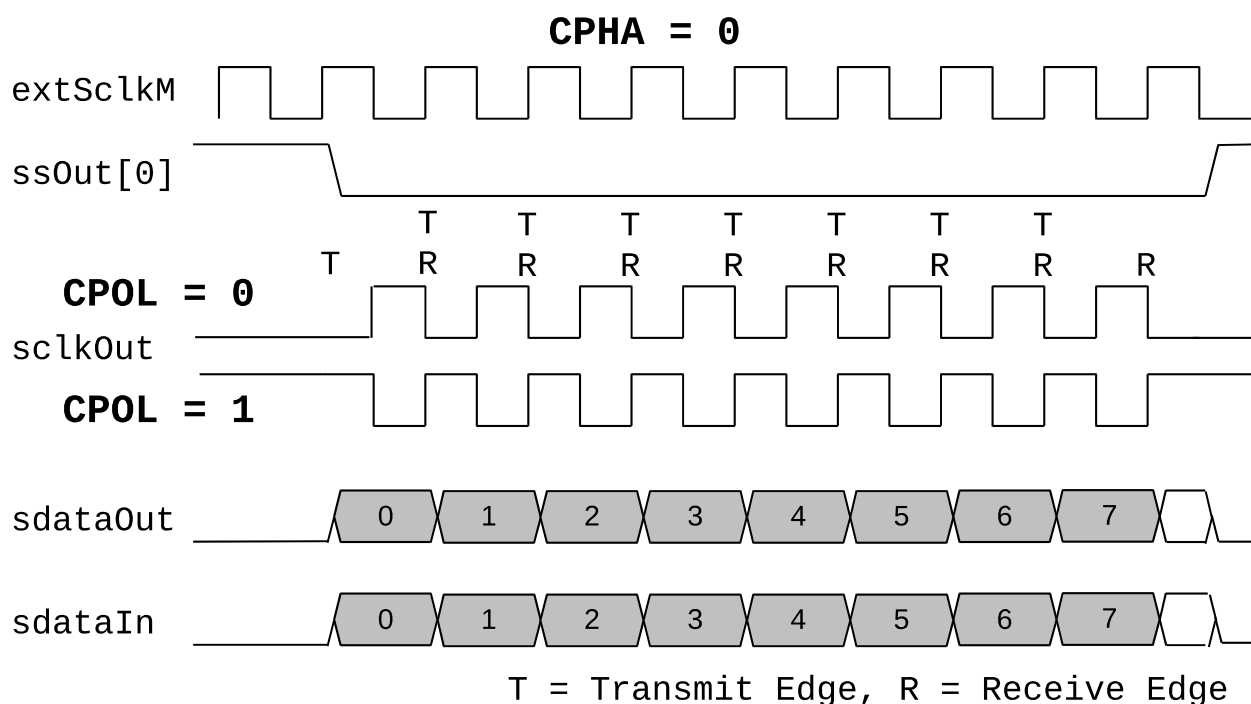 CPHA = 0
extSclkM
ssOut[0]
T T T T T T T
T R R R R R R R R
CPOL = 0
sclkOut
CPOL = 1
sdataOut 0 1 2 3 4 5 6 7
sdataIn 0 1 2 3 4 5 6 7
T = Transmit Edge, R = Receive Edge